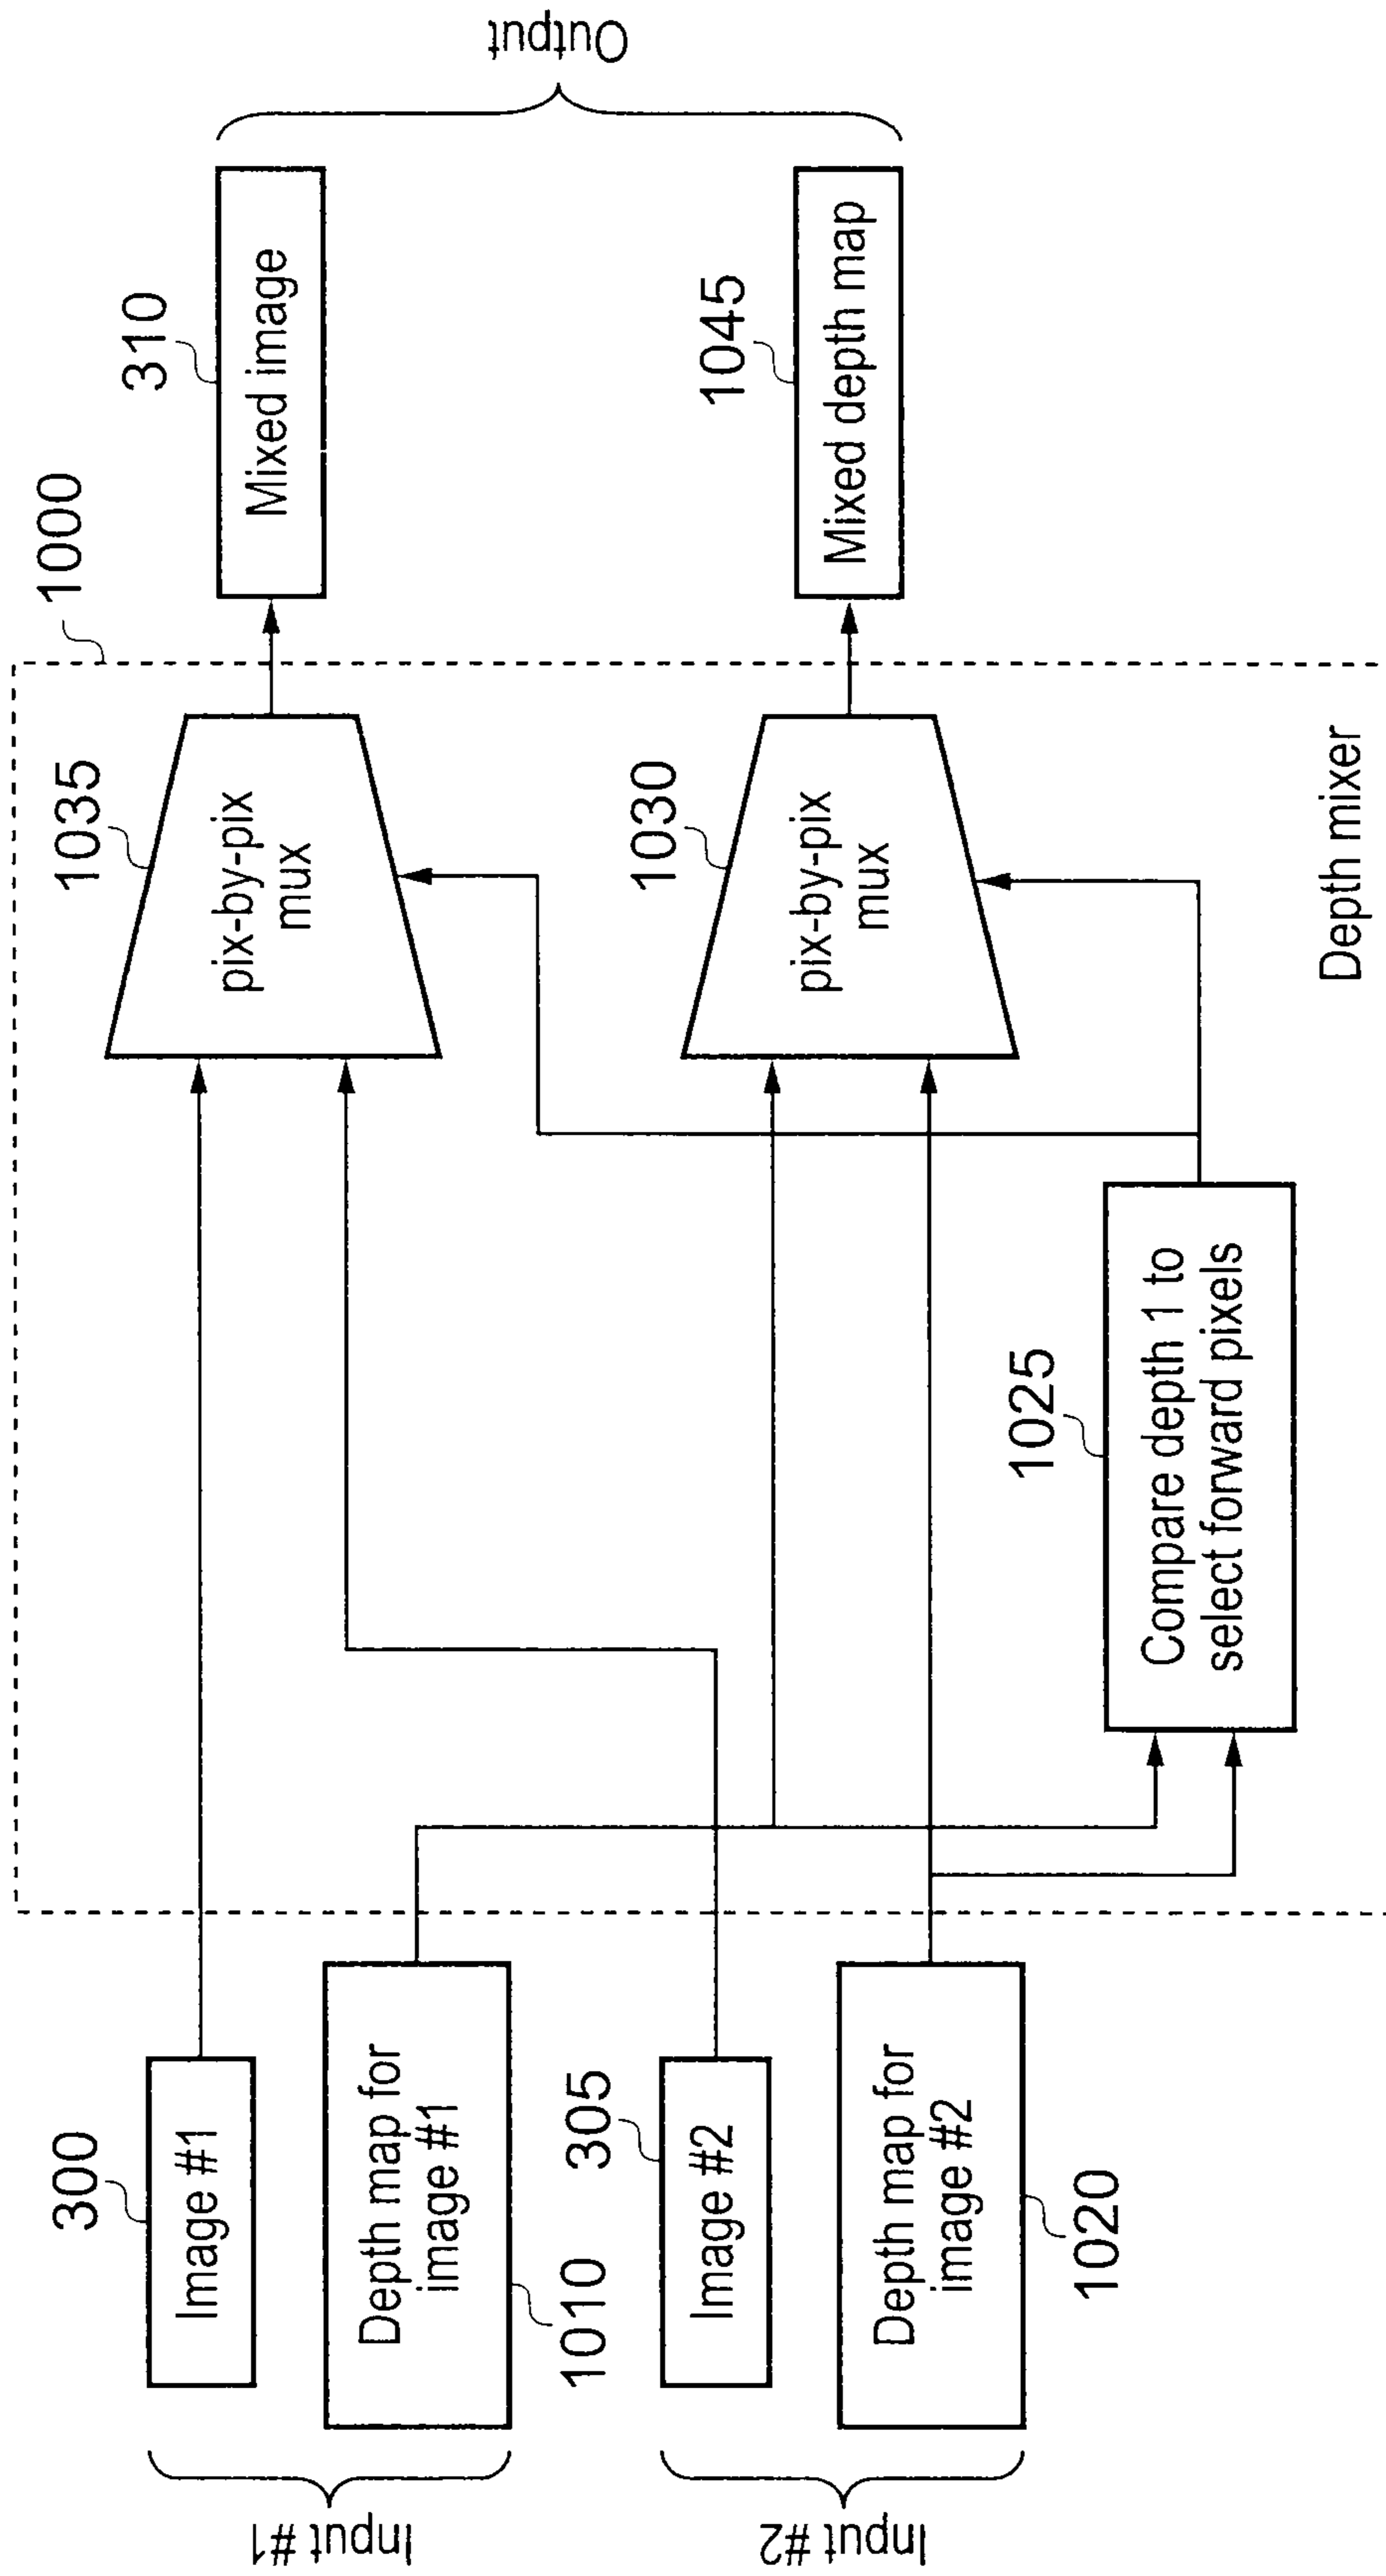 Input #1
300
Image #1
Depth map for
image #1
1010
Input #2
305
Image #2
Depth map for
image #2
1020
1000
1035
pix-by-pix
mux
1030
pix-by-pix
mux
1025
Compare depth 1 to
select forward pixels
Depth mixer
310
Mixed image
1045
Mixed depth map
Output